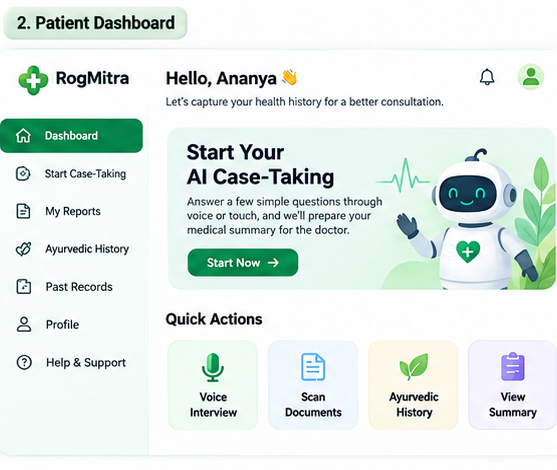 2. Patient Dashboard
RogMitra
Dashboard
Start Case-Taking
My Reports
Ayurvedic History
Past Records
Profile
Help & Support
Hello, Ananya 👋
Let's capture your health history for a better consultation.
Start Your
AI Case-Taking
Answer a few simple questions through
voice or touch, and we'll prepare your
medical summary for the doctor.
Start Now →
Quick Actions
Voice
Interview
Scan
Documents
Ayurvedic
History
View
Summary